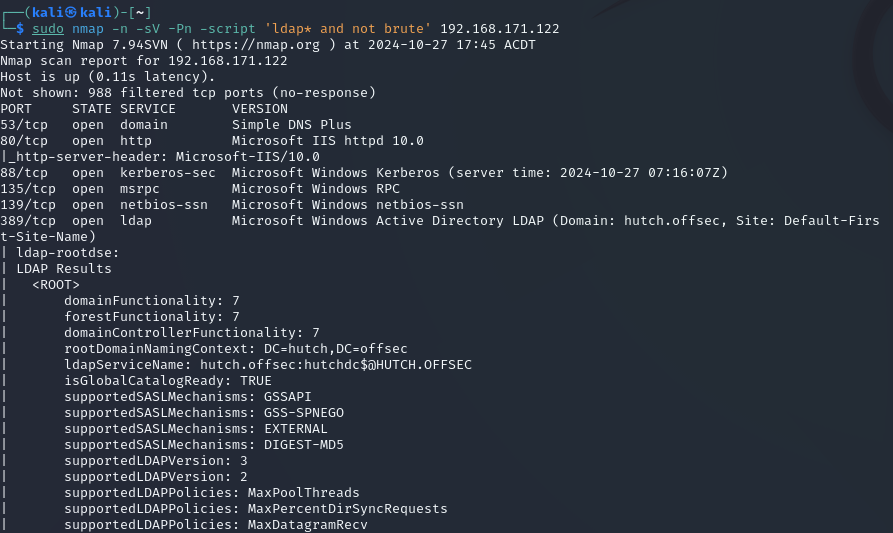 ┌──(kali㉿kali)-[~]
└─$ sudo nmap -n -sV -Pn -script 'ldap* and not brute' 192.168.171.122
Starting Nmap 7.94SVN ( https://nmap.org ) at 2024-10-27 17:45 ACDT
Nmap scan report for 192.168.171.122
Host is up (0.11s latency).
Not shown: 988 filtered tcp ports (no-response)
PORT     STATE SERVICE       VERSION
53/tcp   open  domain        Simple DNS Plus
80/tcp   open  http          Microsoft IIS httpd 10.0
|_http-server-header: Microsoft-IIS/10.0
88/tcp   open  kerberos-sec  Microsoft Windows Kerberos (server time: 2024-10-27 07:16:07Z)
135/tcp  open  msrpc         Microsoft Windows RPC
139/tcp  open  netbios-ssn   Microsoft Windows netbios-ssn
389/tcp  open  ldap          Microsoft Windows Active Directory LDAP (Domain: hutch.offsec, Site: Default-Firs
t-Site-Name)
| ldap-rootdse:
| LDAP Results
|   <ROOT>
|       domainFunctionality: 7
|       forestFunctionality: 7
|       domainControllerFunctionality: 7
|       rootDomainNamingContext: DC=hutch,DC=offsec
|       ldapServiceName: hutch.offsec:hutchdc$@HUTCH.OFFSEC
|       isGlobalCatalogReady: TRUE
|       supportedSASLMechanisms: GSSAPI
|       supportedSASLMechanisms: GSS-SPNEGO
|       supportedSASLMechanisms: EXTERNAL
|       supportedSASLMechanisms: DIGEST-MD5
|       supportedLDAPVersion: 3
|       supportedLDAPVersion: 2
|       supportedLDAPPolicies: MaxPoolThreads
|       supportedLDAPPolicies: MaxPercentDirSyncRequests
|       supportedLDAPPolicies: MaxDatagramRecv